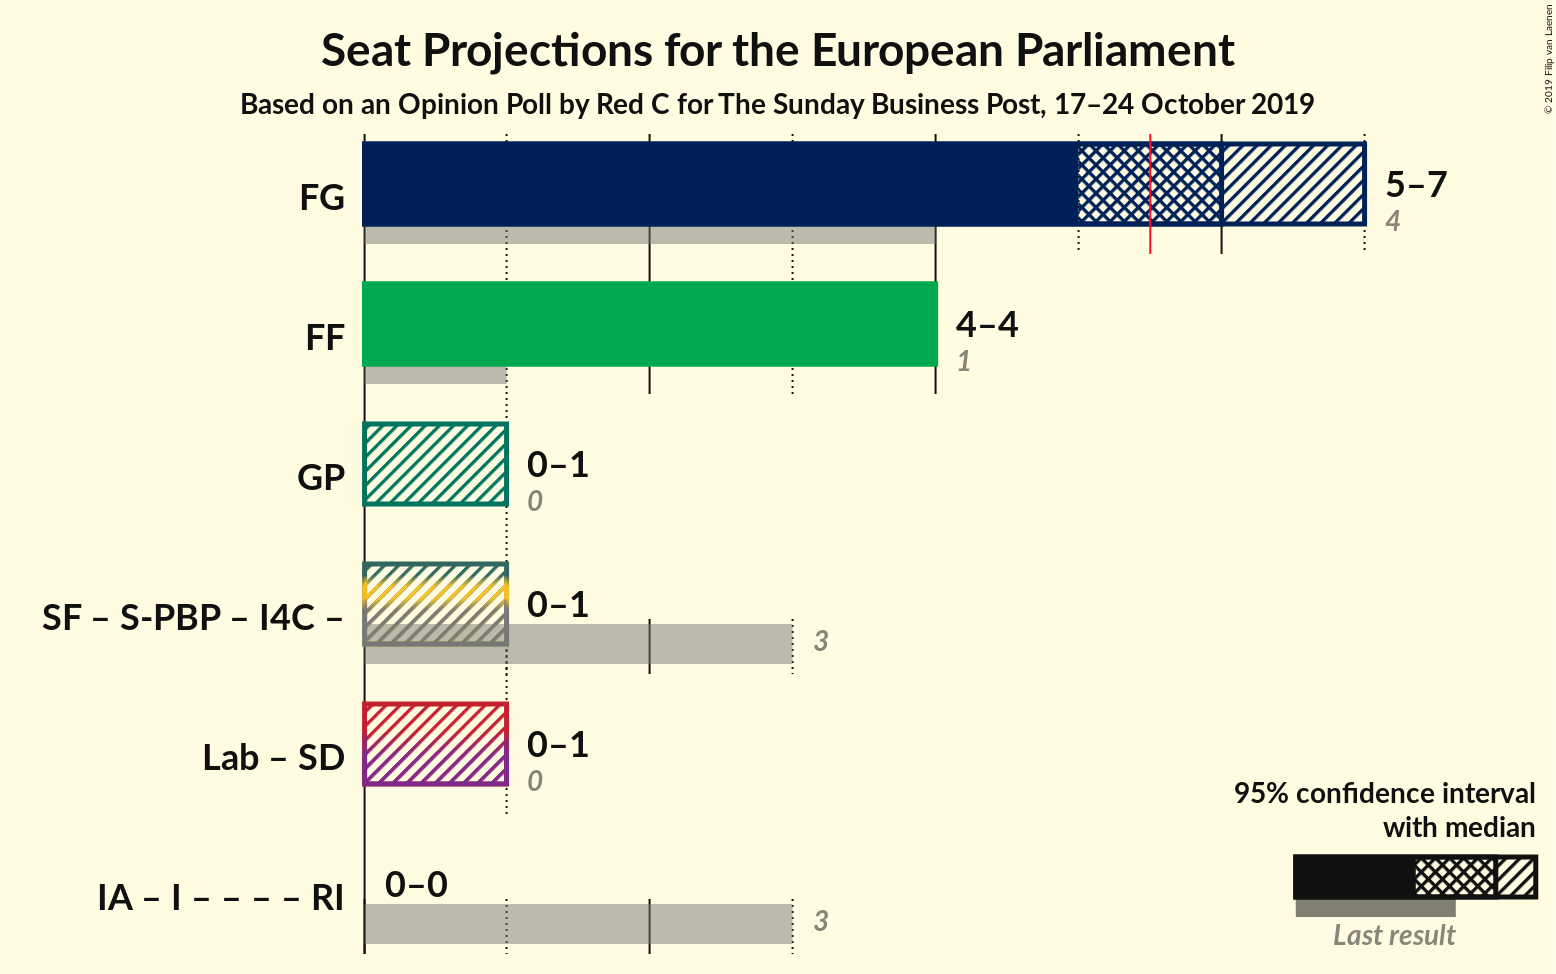 Seat Projections for the European Parliament
Based on an Opinion Poll by Red C for The Sunday Business Post, 17–24 October 2019
© 2019 Filip van Laenen
FG
5–7
4
FF
4–4
1
GP
0–1
0
SF – S-PBP – I4C –
0–1
3
Lab – SD
0–1
0
IA – I – – – – RI
0–0
3
95% confidence interval
with median
Last result